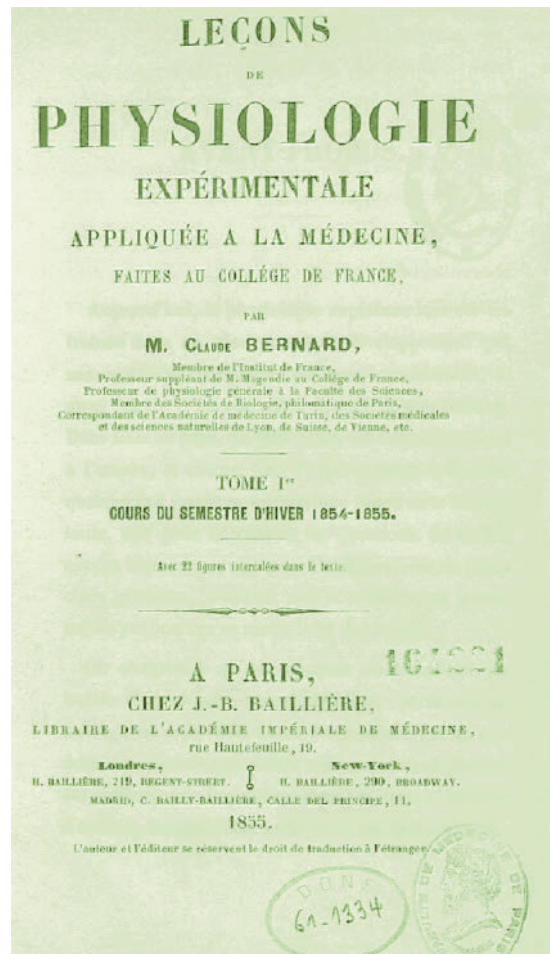 LEÇONS
DE
PHYSIOLOGIE
EXPÉRIMENTALE
APPLIQUÉE A LA MÉDECINE,
FAITES AU COLLÉGE DE FRANCE,
PAR
M. CLAUDE BERNARD,
Membre de l'Institut de France,
Professeur suppléant de M. Magendie au Collège de France,
Professeur de physiologie générale à la Faculté des Sciences,
Membre des Sociétés de Biologie, philomatique de Paris,
Correspondant de l'Académie de médecine de Turin, des Sociétés médicales
et des sciences naturelles de Lyon, de Suisse, de Vienne, etc.
TOME Ier
COURS DU SEMESTRE D'HIVER 1854-1855.
Avec 22 figures intercalées dans le texte.
A PARIS,
CHEZ J.-B. BAILLIÈRE,
LIBRAIRE DE L'ACADÉMIE IMPÉRIALE DE MÉDECINE,
rue Hautefeuille, 19.
Londres, New-York,
H. BAILLIÈRE, 219, REGENT-STREET. H. BAILLIÈRE, 290, BROADWAY.
MADRID, C. BAILLY-BAILLIÈRE, CALLE DEL PRINCIPE, 11,
1855.
L'auteur et l'éditeur se réservent le droit de traduction à l'étranger.
DON
61-1334
DE MÉDECINE DE PARIS